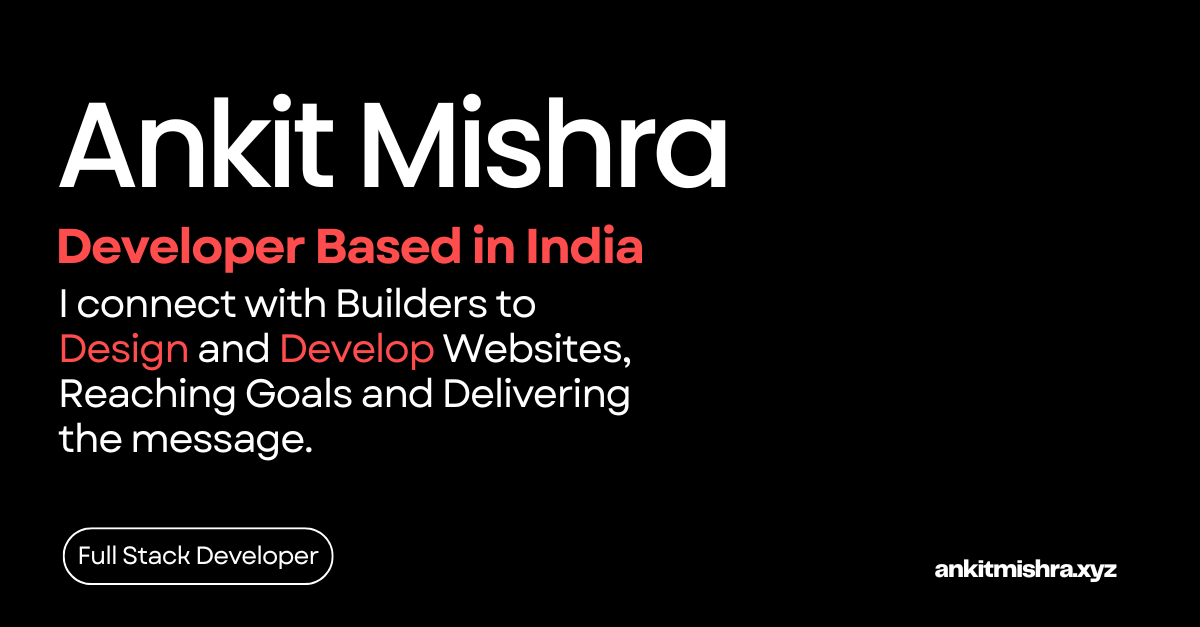 Ankit Mishra
Developer Based in India
I connect with Builders to
Design and Develop Websites,
Reaching Goals and Delivering
the message.
Full Stack Developer
ankitmishra.xyz